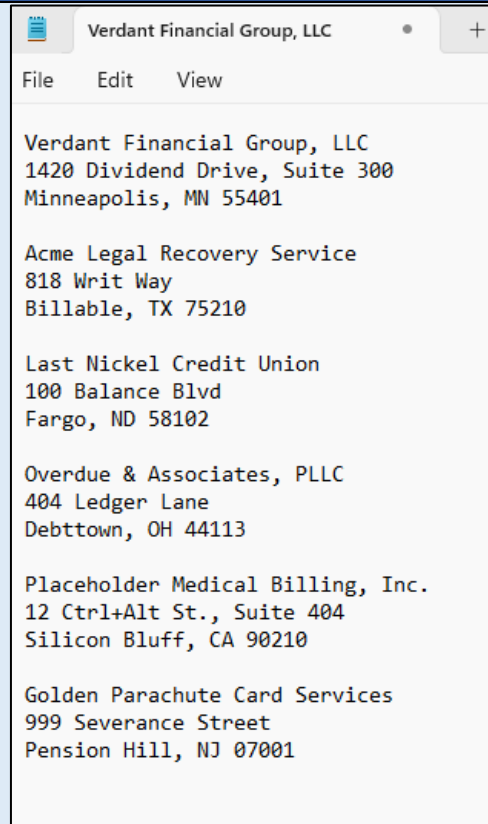 Verdant Financial Group, LLC
File Edit View
Verdant Financial Group, LLC
1420 Dividend Drive, Suite 300
Minneapolis, MN 55401
Acme Legal Recovery Service
818 Writ Way
Billable, TX 75210
Last Nickel Credit Union
100 Balance Blvd
Fargo, ND 58102
Overdue & Associates, PLLC
404 Ledger Lane
Debttown, OH 44113
Placeholder Medical Billing, Inc.
12 Ctrl+Alt St., Suite 404
Silicon Bluff, CA 90210
Golden Parachute Card Services
999 Severance Street
Pension Hill, NJ 07001